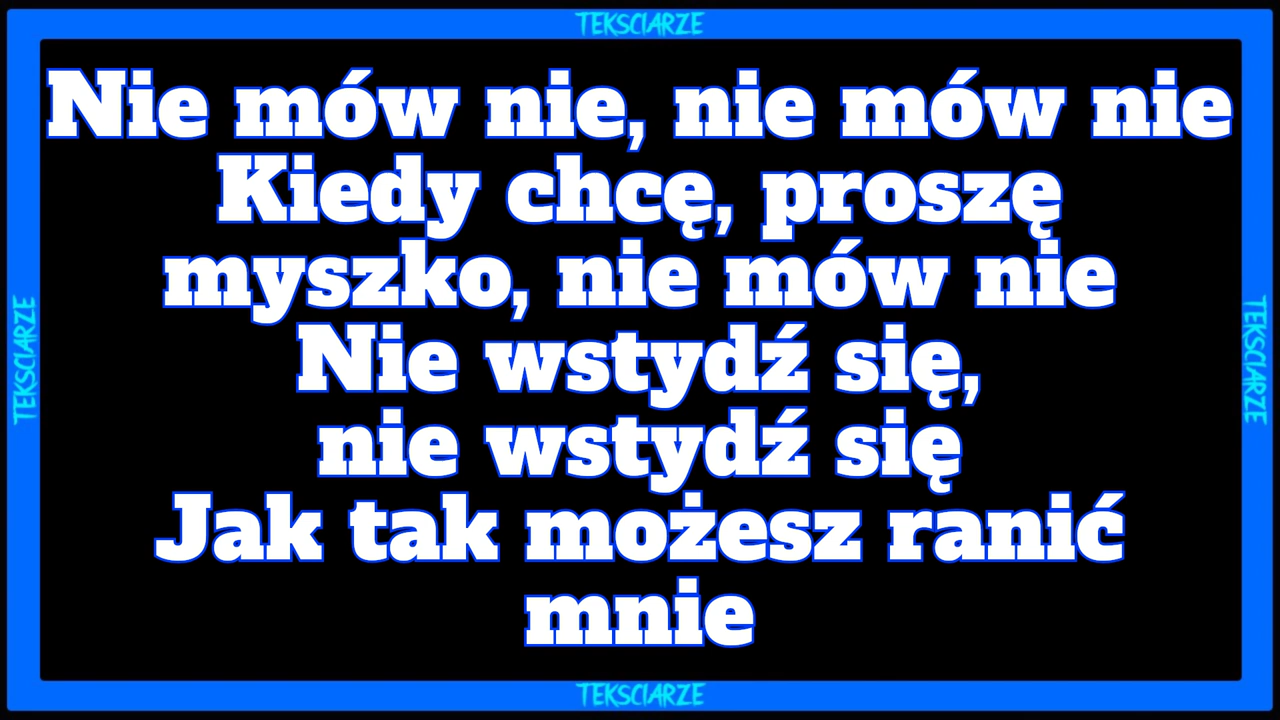 TEKSCIARZE
Nie mów nie, nie mów nie
Kiedy chcę, proszę
myszko, nie mów nie
Nie wstydź się,
nie wstydź się
Jak tak możesz ranić
mnie
TEKSCIARZE
TEKSCIARZE
TEKSCIARZE